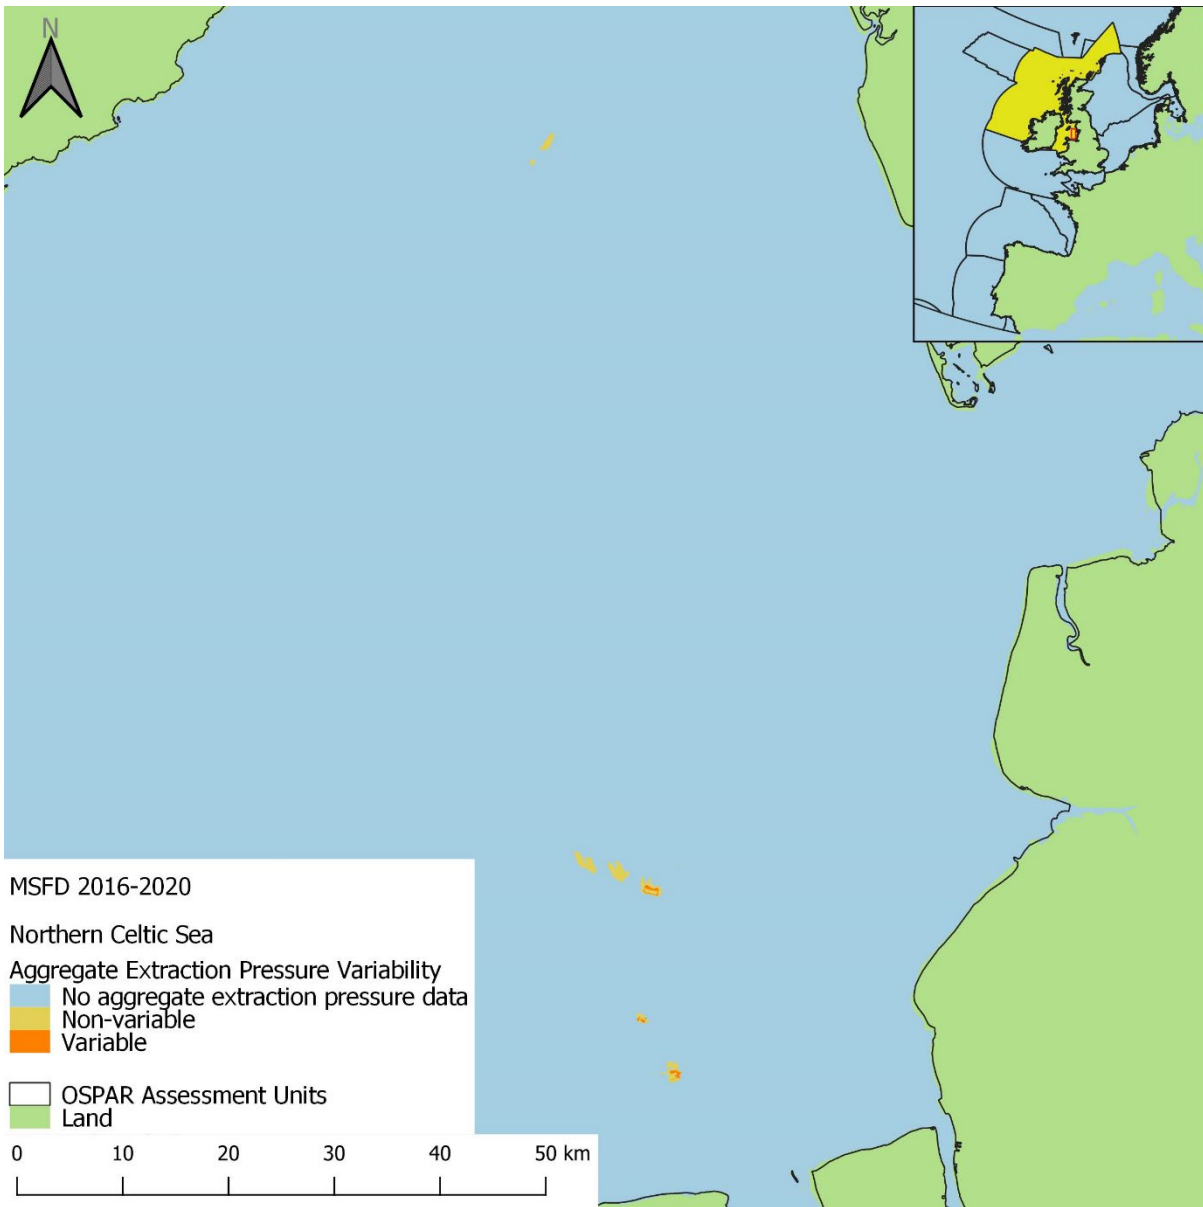 N
MSFD 2016-2020
Northern Celtic Sea
Aggregate Extraction Pressure Variability
No aggregate extraction pressure data
Non-variable
Variable
OSPAR Assessment Units
Land
0 10 20 30 40 50 km